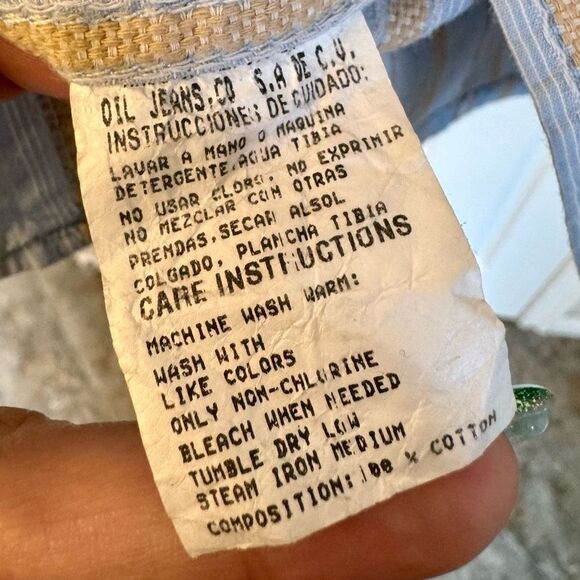 OIL JEANS.CO S.A DE C.V.
INSTRUCCIONES DE CUIDADO:
LAVAR A MANO O MAQUINA
DETERGENTE,AGUA TIBIA
NO USAR CLORO, NO EXPRIMIR
NO MEZCLAR CON OTRAS
PRENDAS,SECAR ALSOL
COLGADO, PLANCHA TIBIA
CARE INSTRUCTIONS
MACHINE WASH WARM:
WASH WITH
LIKE COLORS
ONLY NON-CHLORINE
BLEACH WHEN NEEDED
TUMBLE DRY LOW
STEAM IRON MEDIUM
COMPOSITION: 100 % COTTON